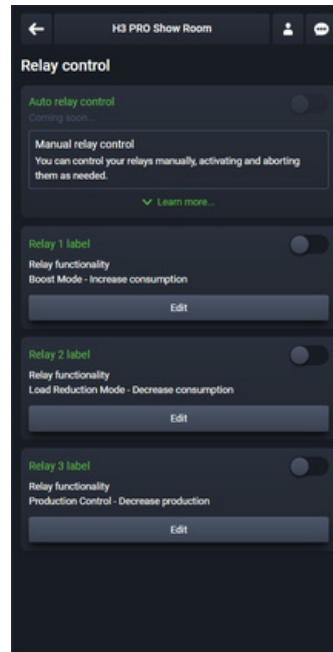 H3 PRO Show Room
Relay control
Auto relay control
Coming soon...
Manual relay control
You can control your relays manually, activating and aborting
them as needed.
Learn more...
Relay 1 label
Relay functionality
Boost Mode - Increase consumption
Edit
Relay 2 label
Relay functionality
Load Reduction Mode - Decrease consumption
Edit
Relay 3 label
Relay functionality
Production Control - Decrease production
Edit